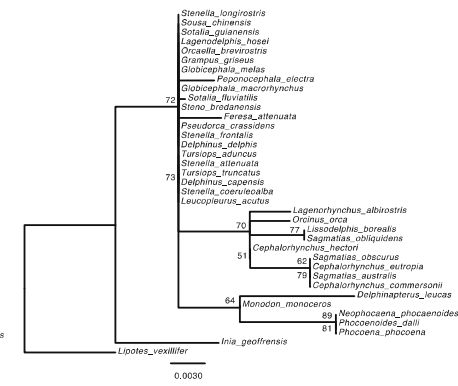 Stenella_longirostris
Sousa_chinensis
Sotalia_guianensis
Lagenodelphis_hosei
Orcaella_brevirostris
Grampus_griseus
Globicephala_melas
Peponocephala_electra
Globicephala_macrorhynchus
72
Sotalia_fluviatilis
Steno_bredanensis
Feresa_attenuata
Pseudorca_crassidens
Stenella_frontalis
Delphinus_delphis
Tursiops_aduncus
Stenella_attenuata
73
Tursiops_truncatus
Delphinus_capensis
Stenella_coeruleoalba
Leucopleurus_acutus
Lagenorhynchus_albirostris
70
Orcinus_orca
77
Lissodelphis_borealis
Sagmatias_obliquidens
Cephalorhynchus_hectori
51
62
Sagmatias_obscurus
Cephalorhynchus_eutropia
79
Sagmatias_australis
Cephalorhynchus_commersonii
Delphinapterus_leucas
64
Monodon_monoceros
89
Neophocaena_phocaenoides
Phocoenoides_dalli
81
Phocoena_phocoena
s
Inia_geoffrensis
Lipotes_vexillifer
0.0030